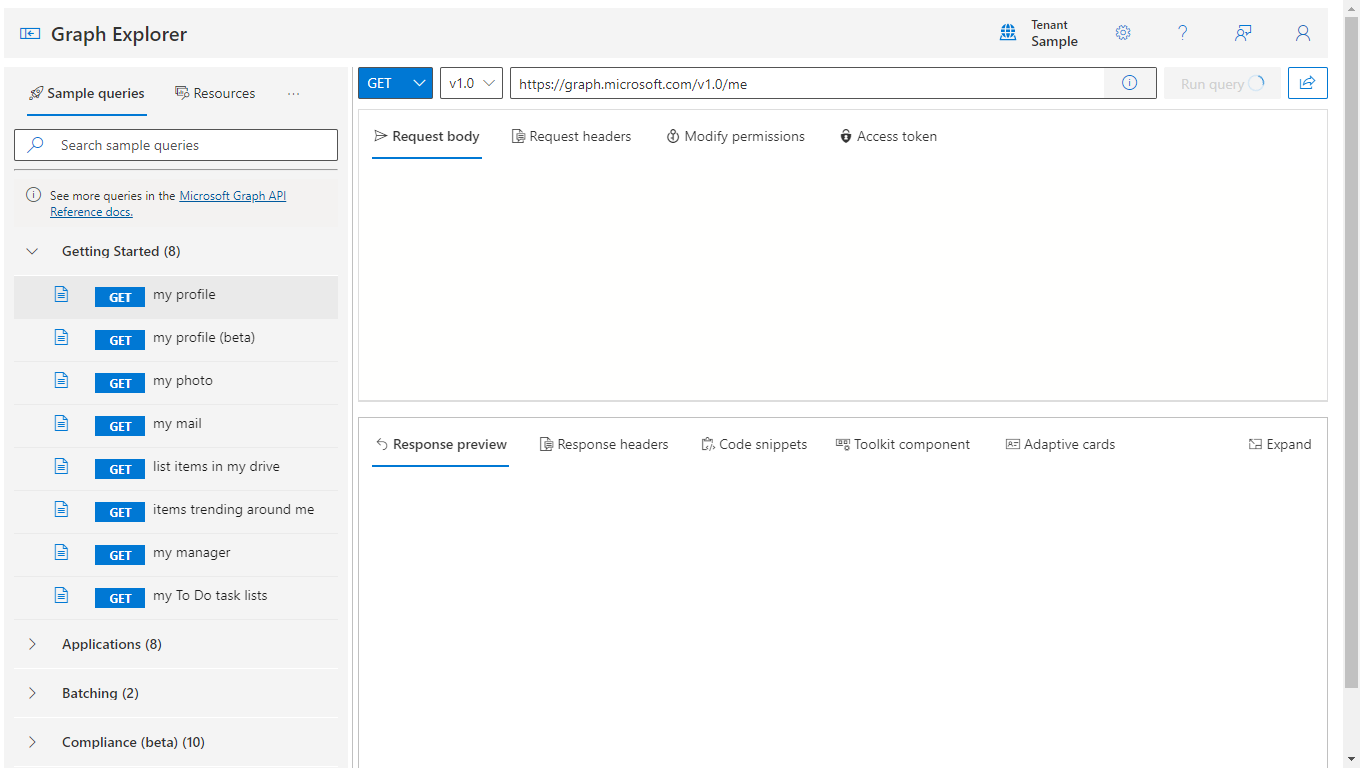 Graph Explorer
Tenant
Sample
Sample queries
Resources
Search sample queries
See more queries in the Microsoft Graph API
Reference docs.
Getting Started (8)
GET my profile
GET my profile (beta)
GET my photo
GET my mail
GET list items in my drive
GET items trending around me
GET my manager
GET my To Do task lists
Applications (8)
Batching (2)
Compliance (beta) (10)
GET v1.0 https://graph.microsoft.com/v1.0/me Run query
Request body Request headers Modify permissions Access token
Response preview Response headers Code snippets Toolkit component Adaptive cards Expand